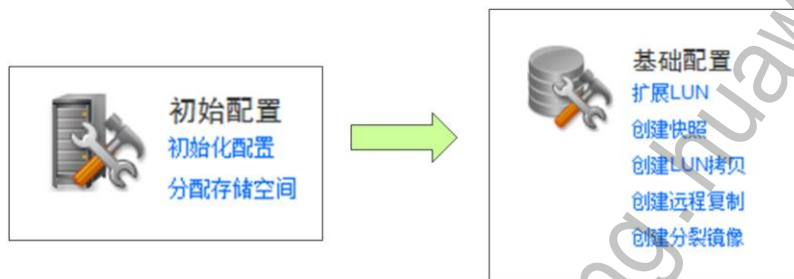 初始配置
初始化配置
分配存储空间
基础配置
扩展LUN
创建快照
创建LUN拷贝
创建远程复制
创建分裂镜像
ng.huaw